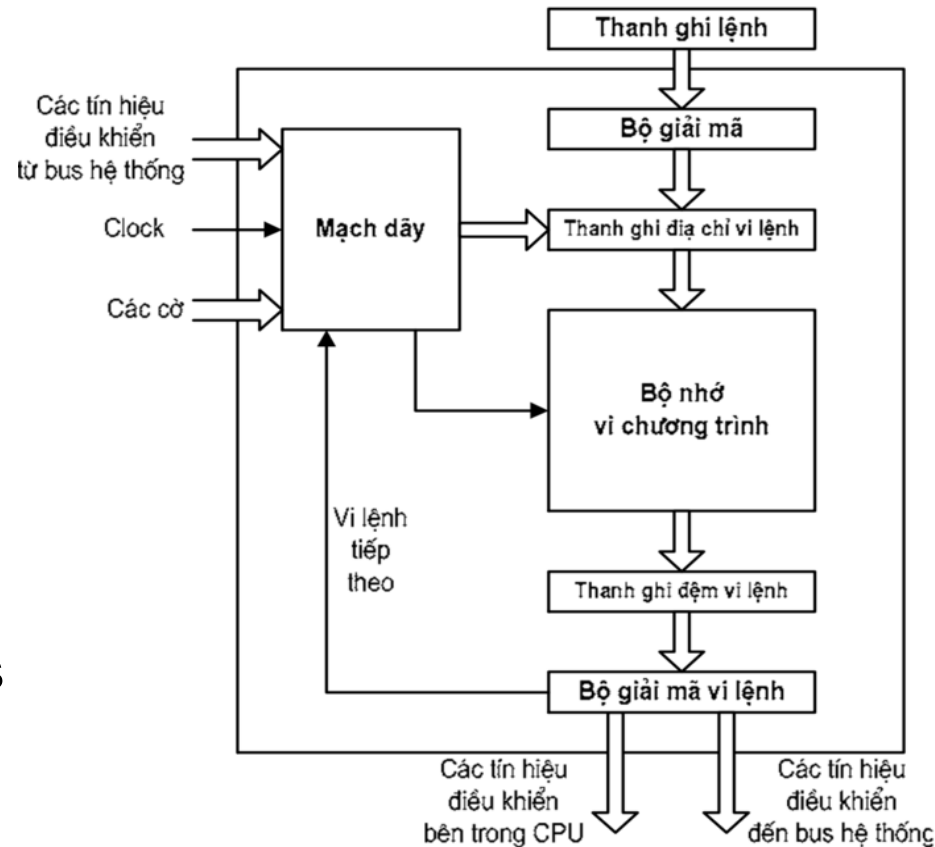 Thanh ghi lệnh
Các tín hiệu
điều khiển
từ bus hệ thống
Bộ giải mã
Clock
Mạch dãy
Thanh ghi địa chỉ vi lệnh
Các cờ
Bộ nhớ
vi chương trình
Vi lệnh
tiếp
theo
Thanh ghi đệm vi lệnh
Bộ giải mã vi lệnh
Các tín hiệu
điều khiển
bên trong CPU
Các tín hiệu
điều khiển
đến bus hệ thống